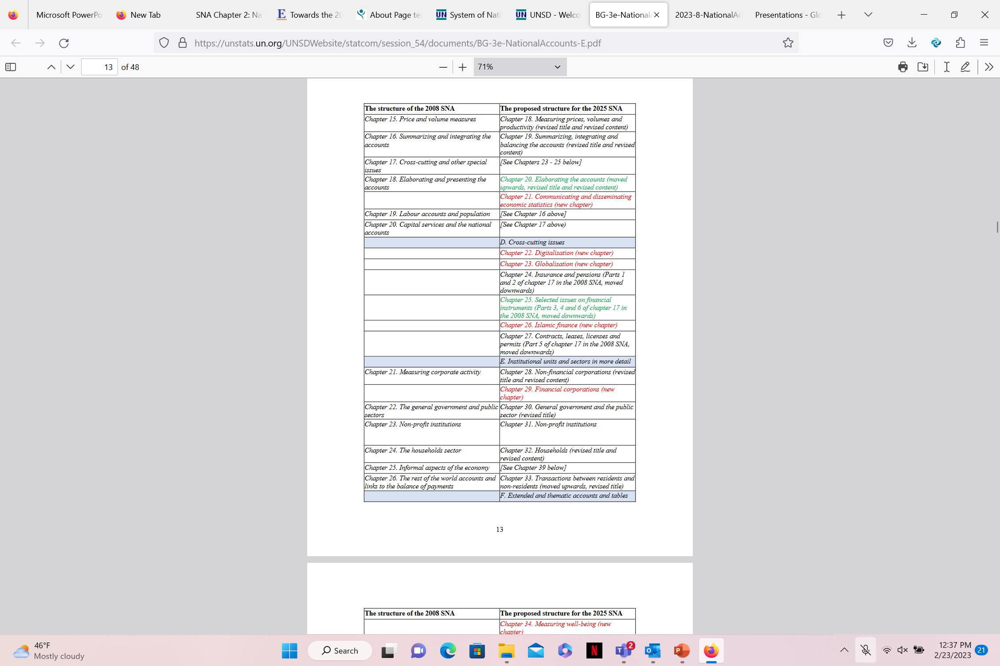 Microsoft PowerPo
New Tab
SNA Chapter 2: Na
Towards the 20
About Page te
UN System of Nati
UN UNSD - Welco
BG-3e-National
2023-8-NationalAc
Presentations - Glo
https://unstats.un.org/UNSDWebsite/statcom/session_54/documents/BG-3e-NationalAccounts-E.pdf
13 of 48
71%
The structure of the 2008 SNA
The proposed structure for the 2025 SNA
Chapter 15. Price and volume measures
Chapter 18. Measuring prices, volumes and
productivity (revised title and revised content)
Chapter 16. Summarizing and integrating the
accounts
Chapter 19. Summarizing, integrating and
balancing the accounts (revised title and revised
content)
Chapter 17. Cross-cutting and other special
issues
[See Chapters 23 - 25 below]
Chapter 18. Elaborating and presenting the
accounts
Chapter 20. Elaborating the accounts (moved
upwards, revised title and revised content)
Chapter 21. Communicating and disseminating
economic statistics (new chapter)
Chapter 19. Labour accounts and population
[See Chapter 16 above]
Chapter 20. Capital services and the national
accounts
[See Chapter 17 above)
D. Cross-cutting issues
Chapter 22. Digitalisation (new chapter)
Chapter 23. Globalisation (new chapter)
Chapter 24. Insurance and pensions (Parts 1
and 2 of chapter 17 in the 2008 SNA, moved
downwards)
Chapter 25. Selected issues on financial
instruments (Parts 3, 4 and 6 of chapter 17 in
the 2008 SNA, moved downwards)
Chapter 26. Islamic finance (new chapter)
Chapter 27. Contracts, leases, licenses and
permits (Part 5 of chapter 17 in the 2008 SNA,
moved downwards)
E. Institutional units and sectors in more detail
Chapter 21. Measuring corporate activity
Chapter 28. Non-financial corporations (revised
title and revised content)
Chapter 29. Financial corporations (new
chapter)
Chapter 22. The general government and public
sectors
Chapter 30. General government and the public
sector (revised title)
Chapter 23. Non-profit institutions
Chapter 31. Non-profit institutions
Chapter 24. The households sector
Chapter 32. Households (revised title and
revised content)
Chapter 25. Informal aspects of the economy
[See Chapter 39 below]
Chapter 26. The rest of the world accounts and
links to the balance of payments
Chapter 33. Transactions between residents and
non-residents (moved upwards, revised title)
F. Extended and thematic accounts and tables
13
The structure of the 2008 SNA
The proposed structure for the 2025 SNA
Chapter 34. Measuring well-being (new
chapter)
46°F
Mostly cloudy
Search
2
12:37 PM
2/23/2023
21